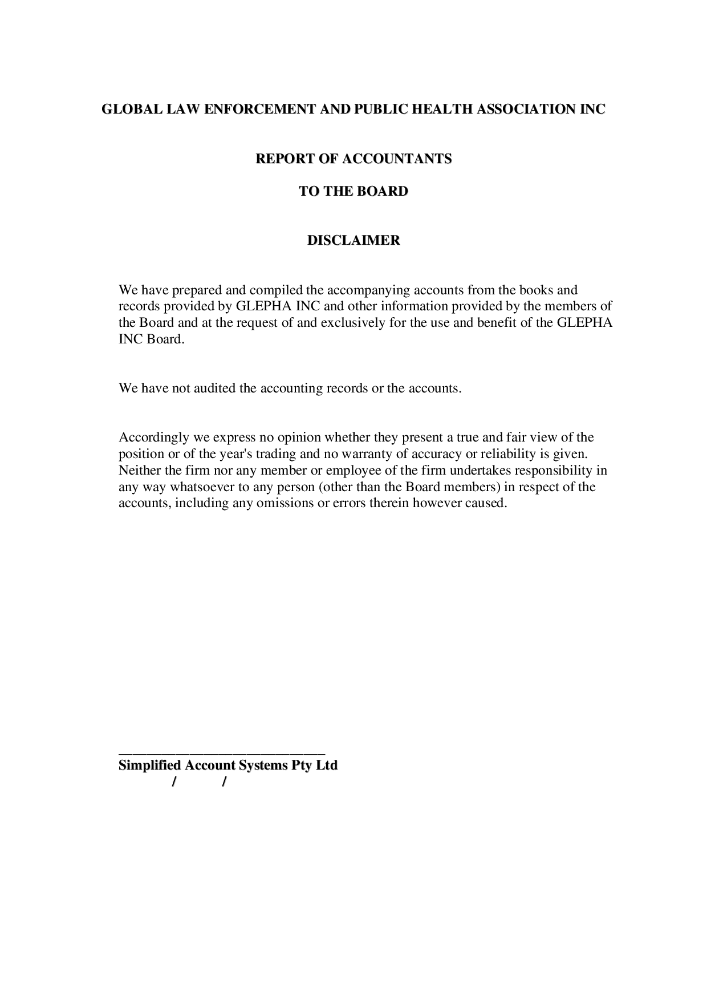 GLOBAL LAW ENFORCEMENT AND PUBLIC HEALTH ASSOCIATION INC
REPORT OF ACCOUNTANTS
TO THE BOARD
DISCLAIMER
We have prepared and compiled the accompanying accounts from the books and
records provided by GLEPHA INC and other information provided by the members of
the Board and at the request of and exclusively for the use and benefit of the GLEPHA
INC Board.
We have not audited the accounting records or the accounts.
Accordingly we express no opinion whether they present a true and fair view of the
position or of the year's trading and no warranty of accuracy or reliability is given.
Neither the firm nor any member or employee of the firm undertakes responsibility in
any way whatsoever to any person (other than the Board members) in respect of the
accounts, including any omissions or errors therein however caused.
_____________________________
Simplified Account Systems Pty Ltd
/ /